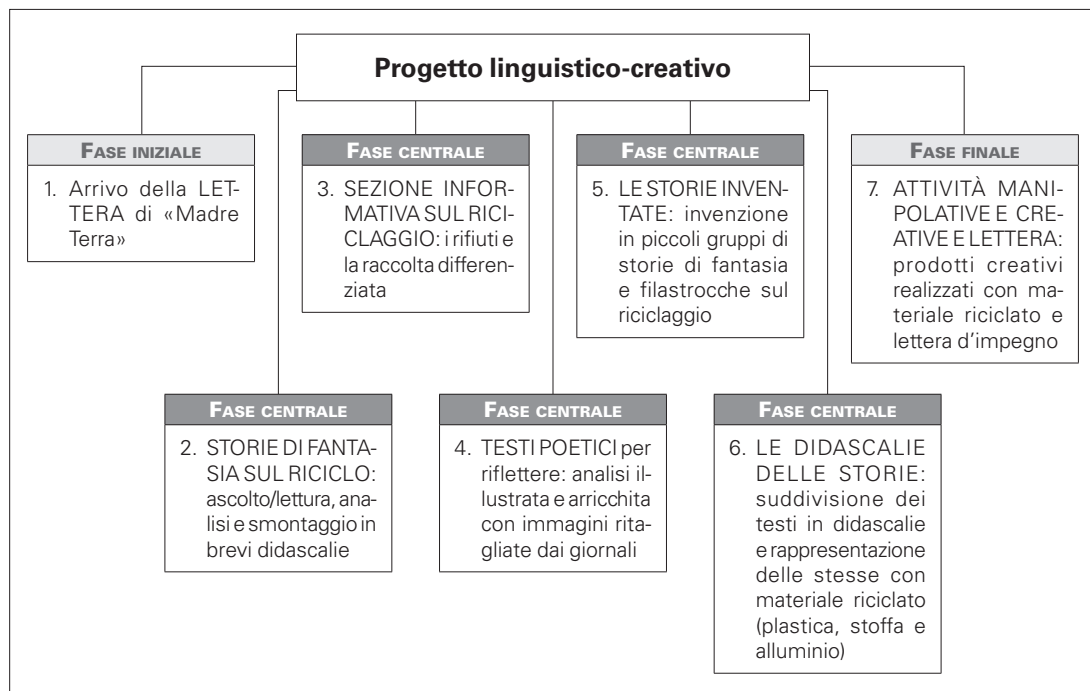 Progetto linguistico-creativo
FASE INIZIALE
1. Arrivo della LET-
TERA di «Madre
Terra»
FASE CENTRALE
3. SEZIONE INFOR-
MATIVA SUL RICI-
CLAGGIO: i rifiuti e
la raccolta differen-
ziata
FASE CENTRALE
5. LE STORIE INVEN-
TATE: invenzione
in piccoli gruppi di
storie di fantasia
e filastrocche sul
riciclaggio
FASE FINALE
7. ATTIVITÀ MANI-
POLATIVE E CRE-
ATIVE E LETTERA:
prodotti creativi
realizzati con ma-
teriale riciclato e
lettera d'impegno
FASE CENTRALE
2. STORIE DI FANTA-
SIA SUL RICICLO:
ascolto/lettura, ana-
lisi e smontaggio in
brevi didascalie
FASE CENTRALE
4. TESTI POETICI per
riflettere: analisi il-
lustrata e arricchita
con immagini rita-
gliate dai giornali
FASE CENTRALE
6. LE DIDASCALIE
DELLE STORIE:
suddivisione dei
testi in didascalie
e rappresentazione
delle stesse con
materiale riciclato
(plastica, stoffa e
alluminio)